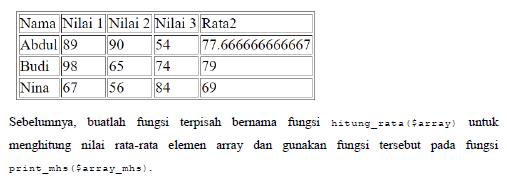 Nama Nilai 1 Nilai 2 Nilai 3 Rata2
Abdul 89 90 54 77.666666666667
Budi 98 65 74 79
Nina 67 56 84 69
Sebelumnya, buatlah fungsi terpisah bernama fungsi hitung_rata($array) untuk
menghitung nilai rata-rata elemen array dan gunakan fungsi tersebut pada fungsi
print_mhs($array_mhs).